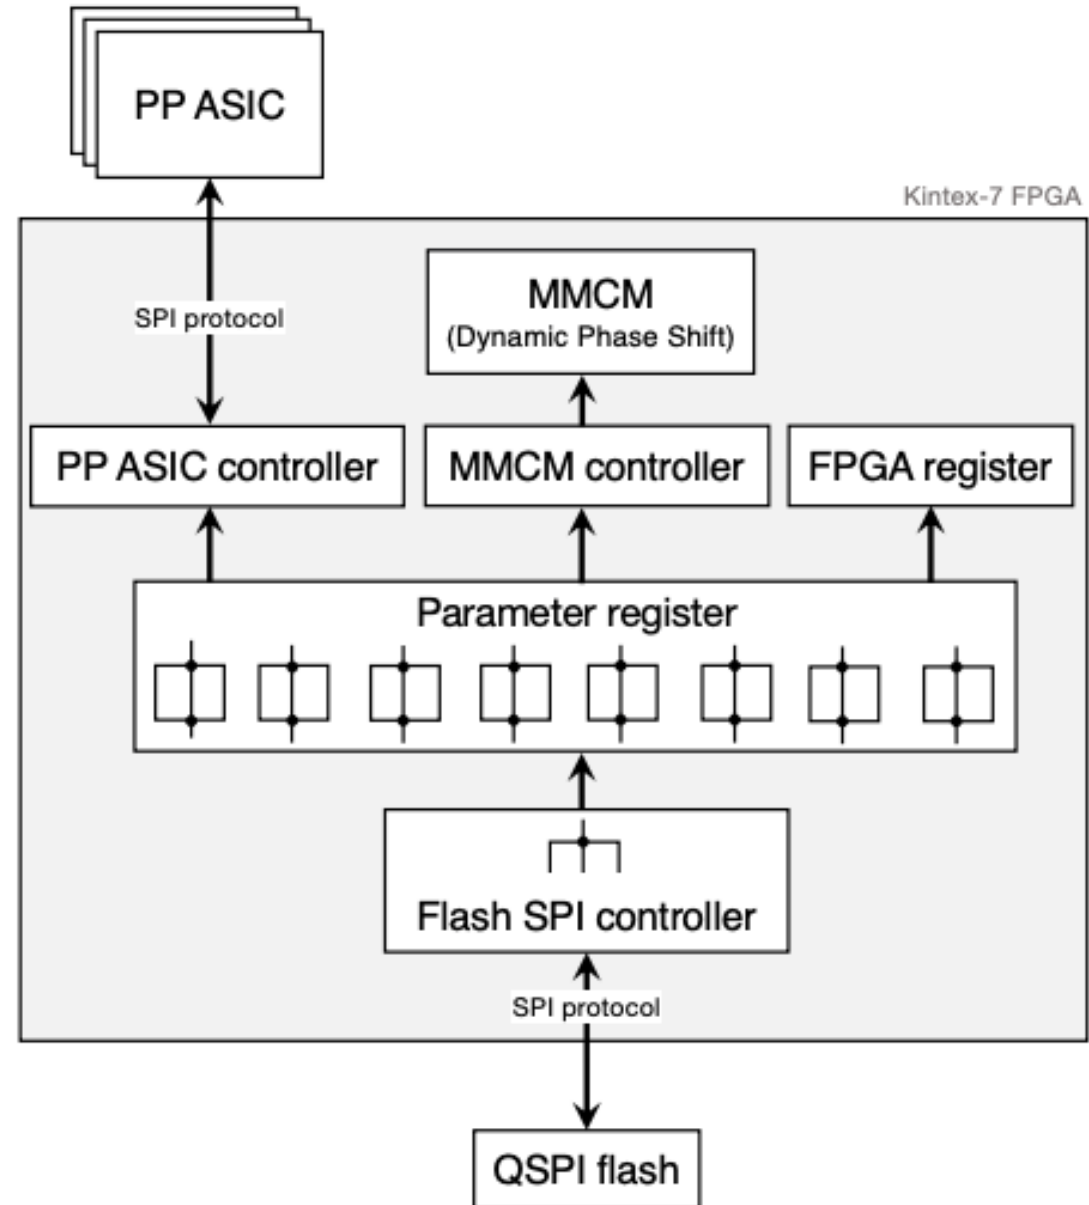 PP ASIC
Kintex-7 FPGA
MMCM
(Dynamic Phase Shift)
SPI protocol
PP ASIC controller
MMCM controller
FPGA register
Parameter register
Flash SPI controller
SPI protocol
QSPI flash